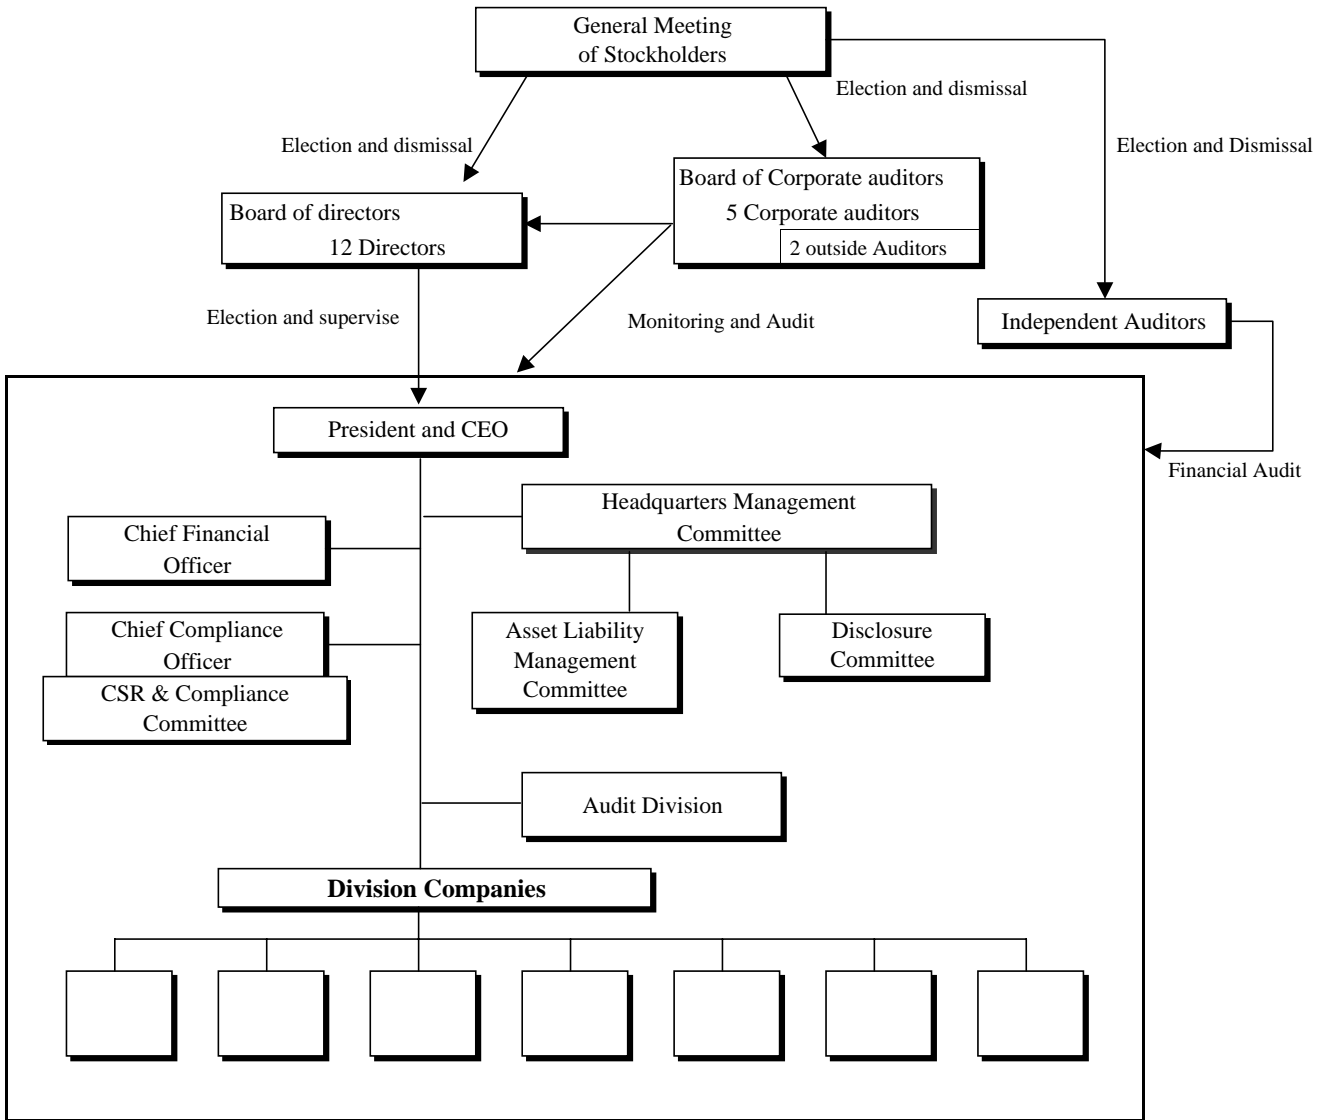 General Meeting
of Stockholders
Election and dismissal
Election and dismissal
Election and Dismissal
Board of directors
12 Directors
Board of Corporate auditors
5 Corporate auditors
2 outside Auditors
Election and supervise
Monitoring and Audit
Independent Auditors
Financial Audit
President and CEO
Headquarters Management
Committee
Chief Financial
Officer
Chief Compliance
Officer
CSR & Compliance
Committee
Asset Liability
Management
Committee
Disclosure
Committee
Audit Division
Division Companies